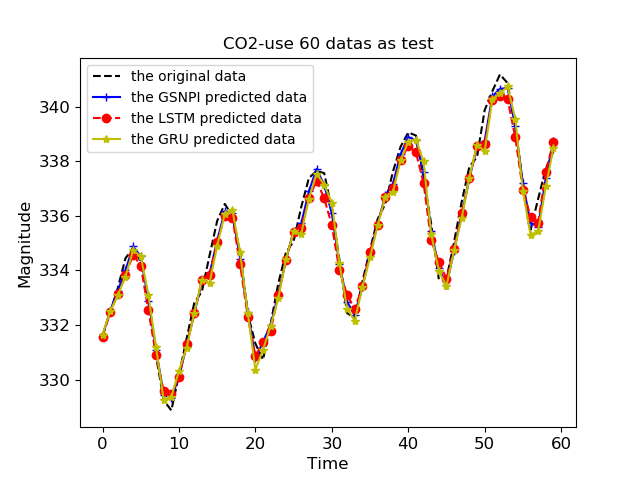 CO2-use 60 datas as test
the original data
the GSNPI predicted data
the LSTM predicted data
the GRU predicted data
Magnitude
340
338
336
334
332
330
0 10 20 30 40 50 60
Time